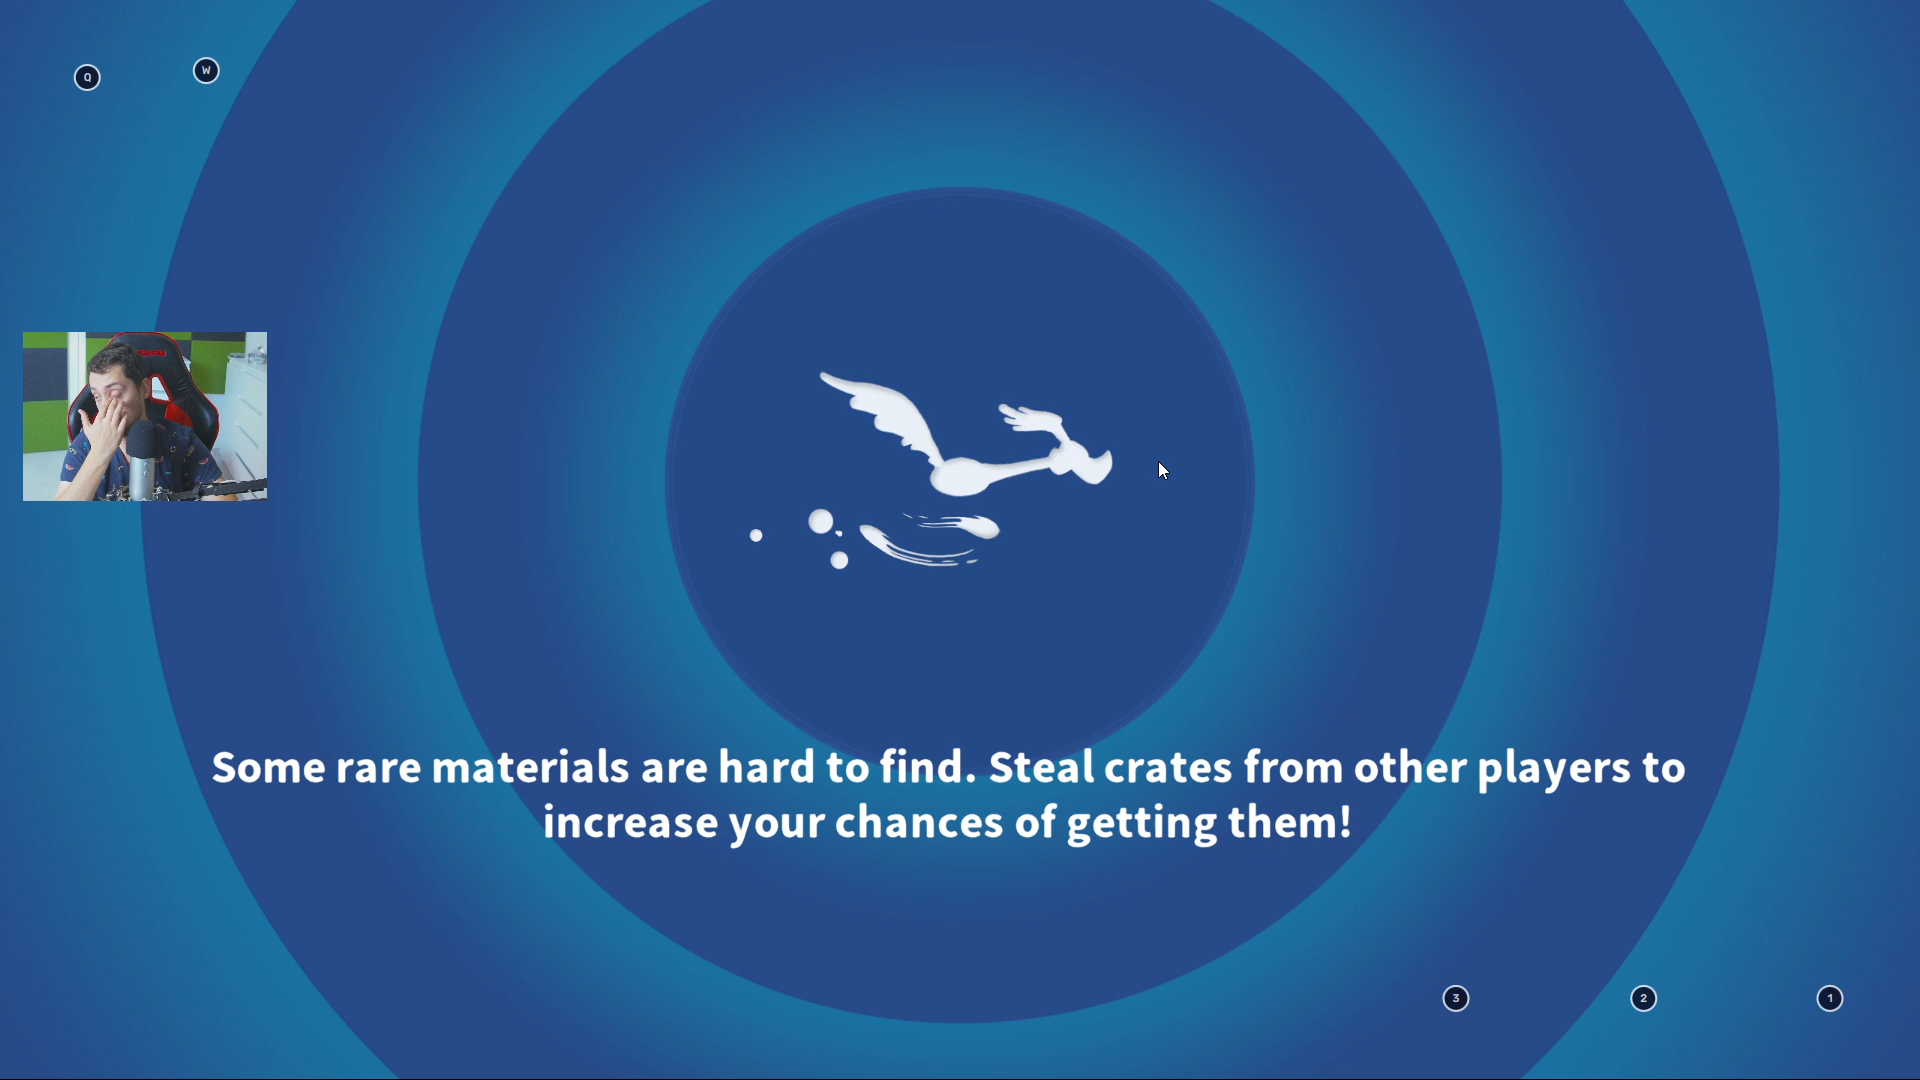 Q
W
Some rare materials are hard to find. Steal crates from other players to
increase your chances of getting them!
3
2
1